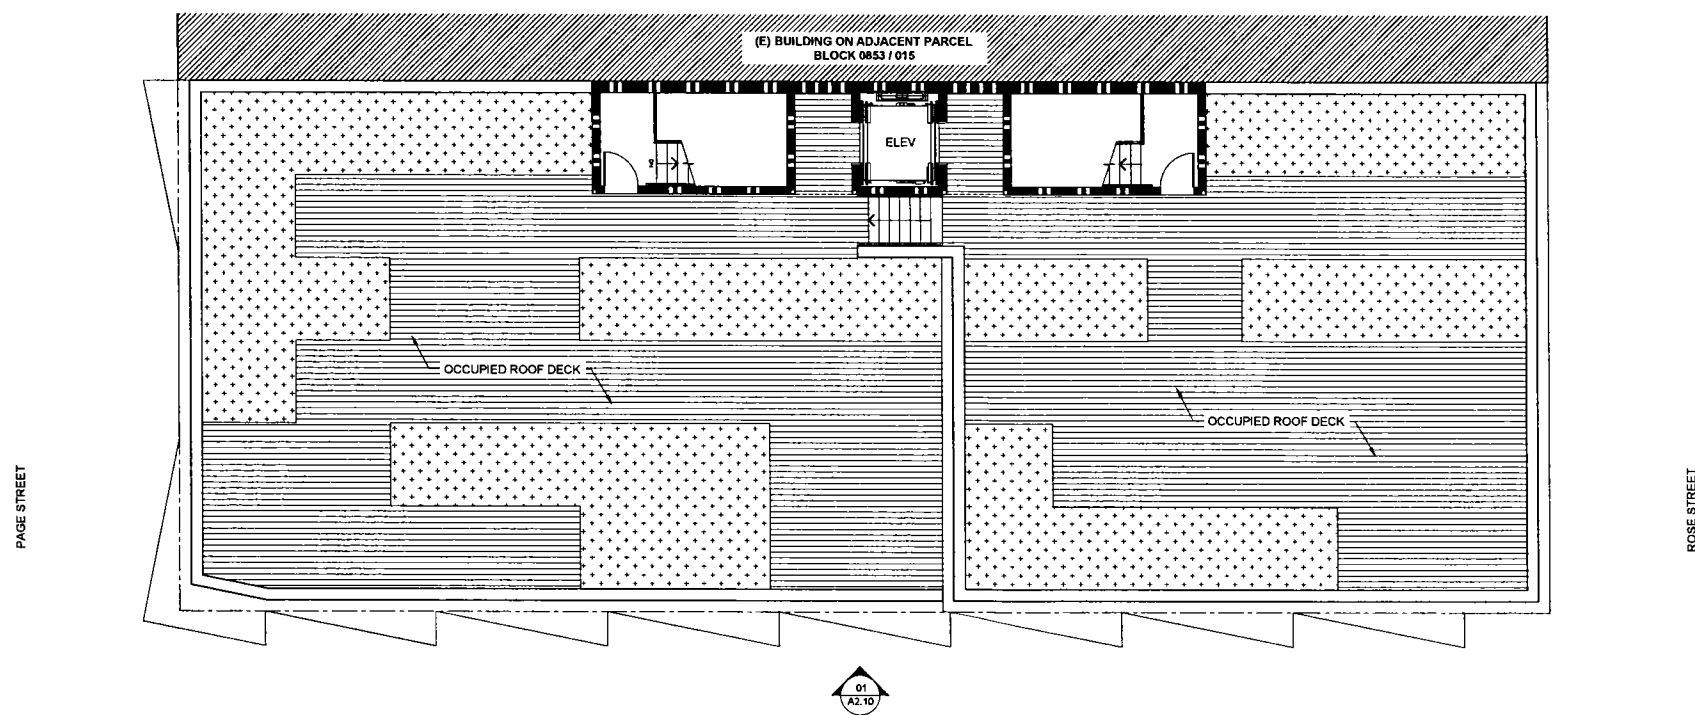 (E) BUILDING ON ADJACENT PARCEL
BLOCK 0853 / 015
ELEV
OCCUPIED ROOF DECK
OCCUPIED ROOF DECK
PAGE STREET
ROSE STREET
01
A2.10